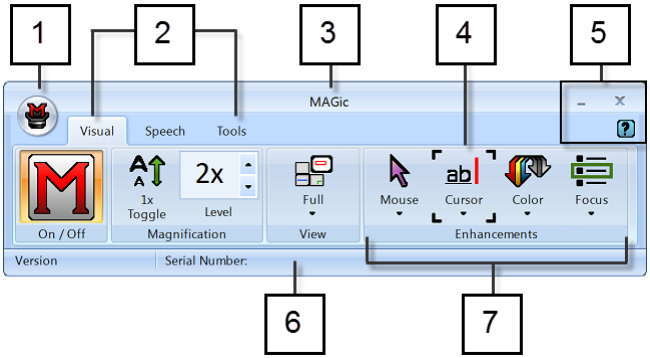 1 2 3 4 5
MAGic
Visual Speech Tools
M A A 2x ab
1x Toggle Level Full Mouse Cursor Color Focus
On / Off Magnification View Enhancements
Version Serial Number:
6 7